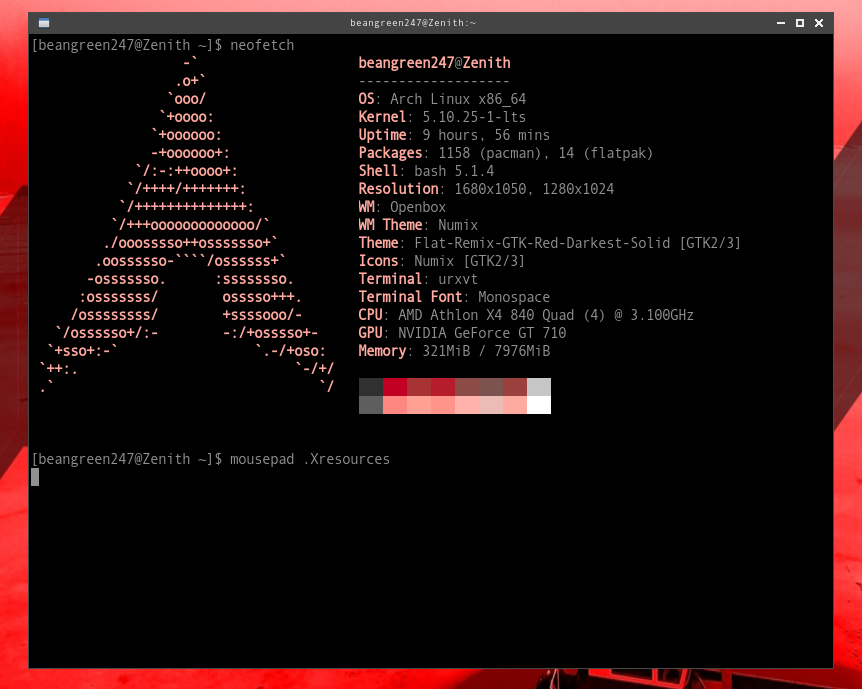 beangreen247@Zenith:~
[beangreen247@Zenith ~]$ neofetch
                   -`
                  .o+`                   beangreen247@Zenith
                 `ooo/                   -------------------
                `+oooo:                  OS: Arch Linux x86_64
               `+oooooo:                 Kernel: 5.10.25-1-lts
               -+oooooo+:                Uptime: 9 hours, 56 mins
             `/:-:++oooo+:               Packages: 1158 (pacman), 14 (flatpak)
            `/++++/+++++++:              Shell: bash 5.1.4
           `/++++++++++++++:             Resolution: 1680x1050, 1280x1024
          `/+++ooooooooooooo/`           WM: Openbox
         ./ooosssso++osssssso+`          WM Theme: Numix
        .oossssso-````/ossssss+`         Theme: Flat-Remix-GTK-Red-Darkest-Solid [GTK2/3]
       -osssssso.      :ssssssso.        Icons: Numix [GTK2/3]
      :osssssss/        osssso+++.       Terminal: urxvt
     /ossssssss/        +ssssooo/-       Terminal Font: Monospace
   `/ossssso+/:-        -:/+osssso+-     CPU: AMD Athlon X4 840 Quad (4) @ 3.100GHz
  `+sso+:-`                 `.-/+oso:    GPU: NVIDIA GeForce GT 710
 `++:.                           `-/+/   Memory: 321MiB / 7976MiB
 .`                                 `/
[beangreen247@Zenith ~]$ mousepad .Xresources